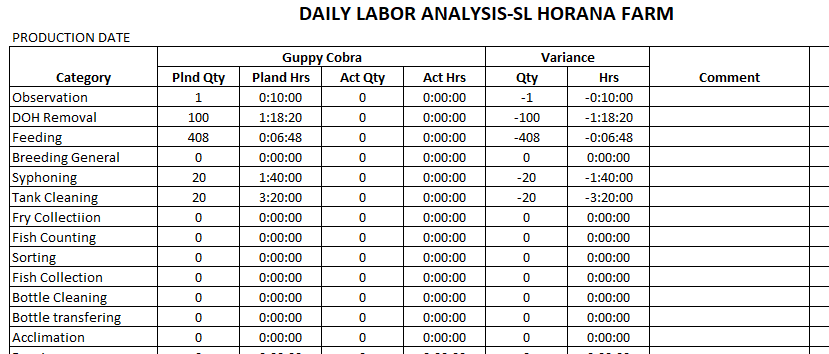 DAILY LABOR ANALYSIS-SL HORANA FARM
PRODUCTION DATE
Guppy Cobra Variance
Category Plnd Qty Pland Hrs Act Qty Act Hrs Qty Hrs Comment
Observation 1 0:10:00 0 0:00:00 -1 -0:10:00
DOH Removal 100 1:18:20 0 0:00:00 -100 -1:18:20
Feeding 408 0:06:48 0 0:00:00 -408 -0:06:48
Breeding General 0 0:00:00 0 0:00:00 0 0:00:00
Syphoning 20 1:40:00 0 0:00:00 -20 -1:40:00
Tank Cleaning 20 3:20:00 0 0:00:00 -20 -3:20:00
Fry Collectiion 0 0:00:00 0 0:00:00 0 0:00:00
Fish Counting 0 0:00:00 0 0:00:00 0 0:00:00
Sorting 0 0:00:00 0 0:00:00 0 0:00:00
Fish Collection 0 0:00:00 0 0:00:00 0 0:00:00
Bottle Cleaning 0 0:00:00 0 0:00:00 0 0:00:00
Bottle transfering 0 0:00:00 0 0:00:00 0 0:00:00
Acclimation 0 0:00:00 0 0:00:00 0 0:00:00